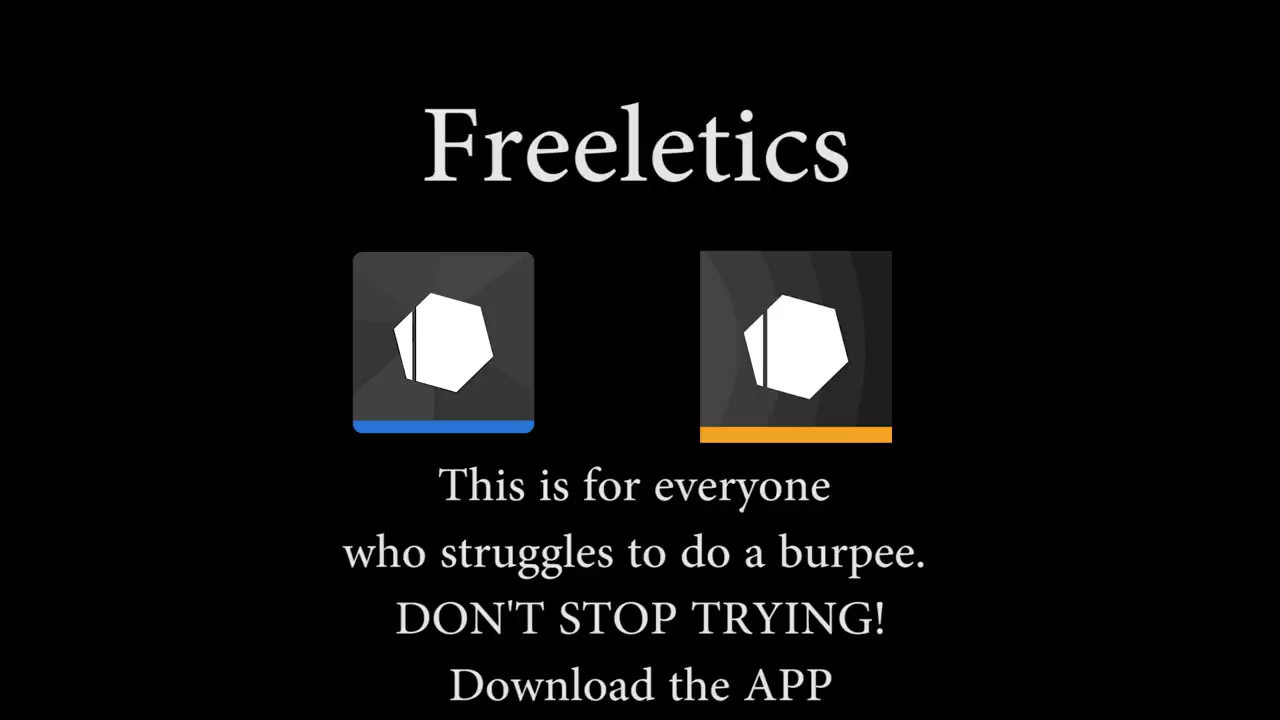 Freeletics
This is for everyone
who struggles to do a burpee.
DON'T STOP TRYING!
Download the APP